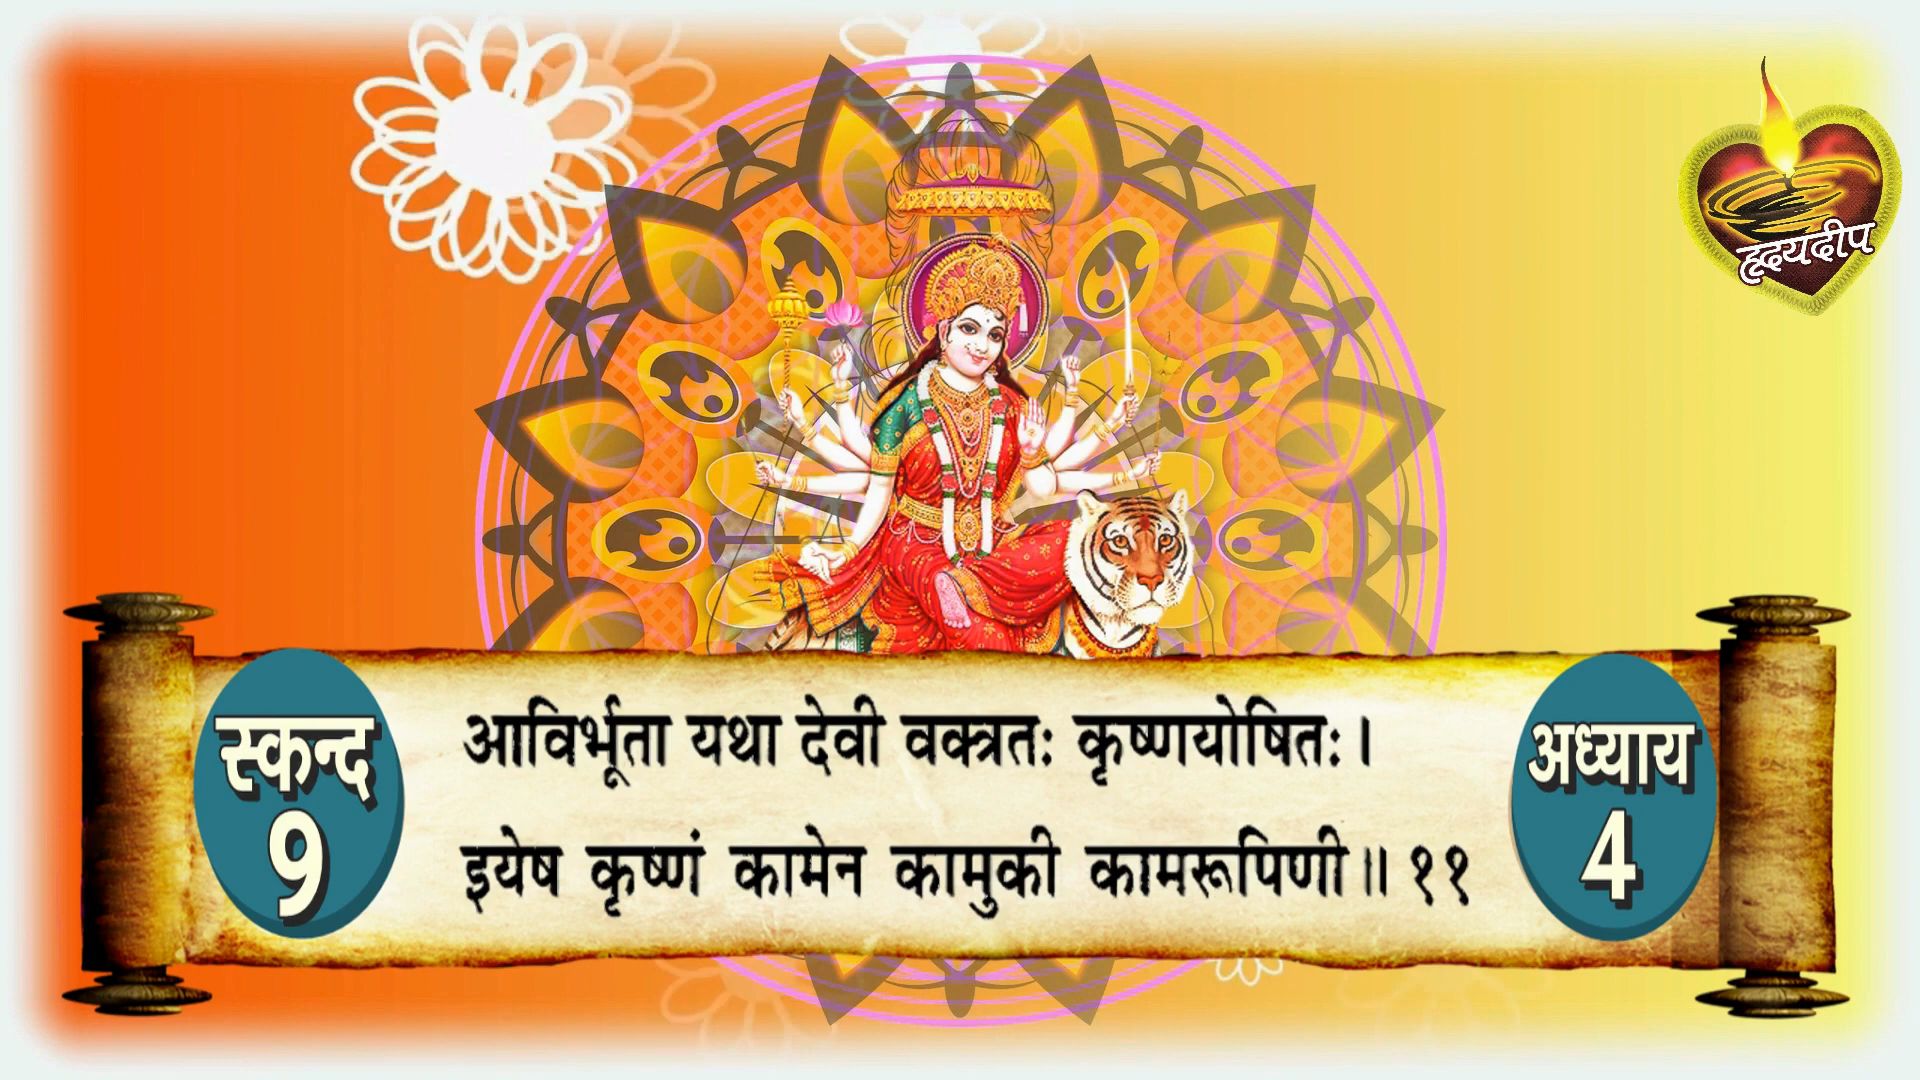 हृदयदीप
स्कन्द
9
आविर्भूता यथा देवी वक्त्रतः कृष्णयोषितः ।
इयेष कृष्णं कामेन कामुकी कामरूपिणी ॥ ११
अध्याय
4